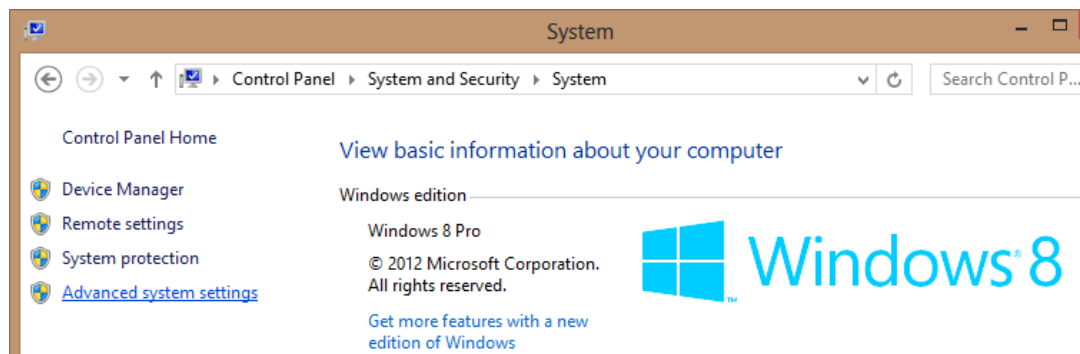 System
Control Panel System and Security System
Search Control P...
Control Panel Home
View basic information about your computer
Device Manager
Windows edition
Remote settings
Windows 8 Pro
System protection
© 2012 Microsoft Corporation.
All rights reserved.
Advanced system settings
Get more features with a new
edition of Windows
Windows® 8
™